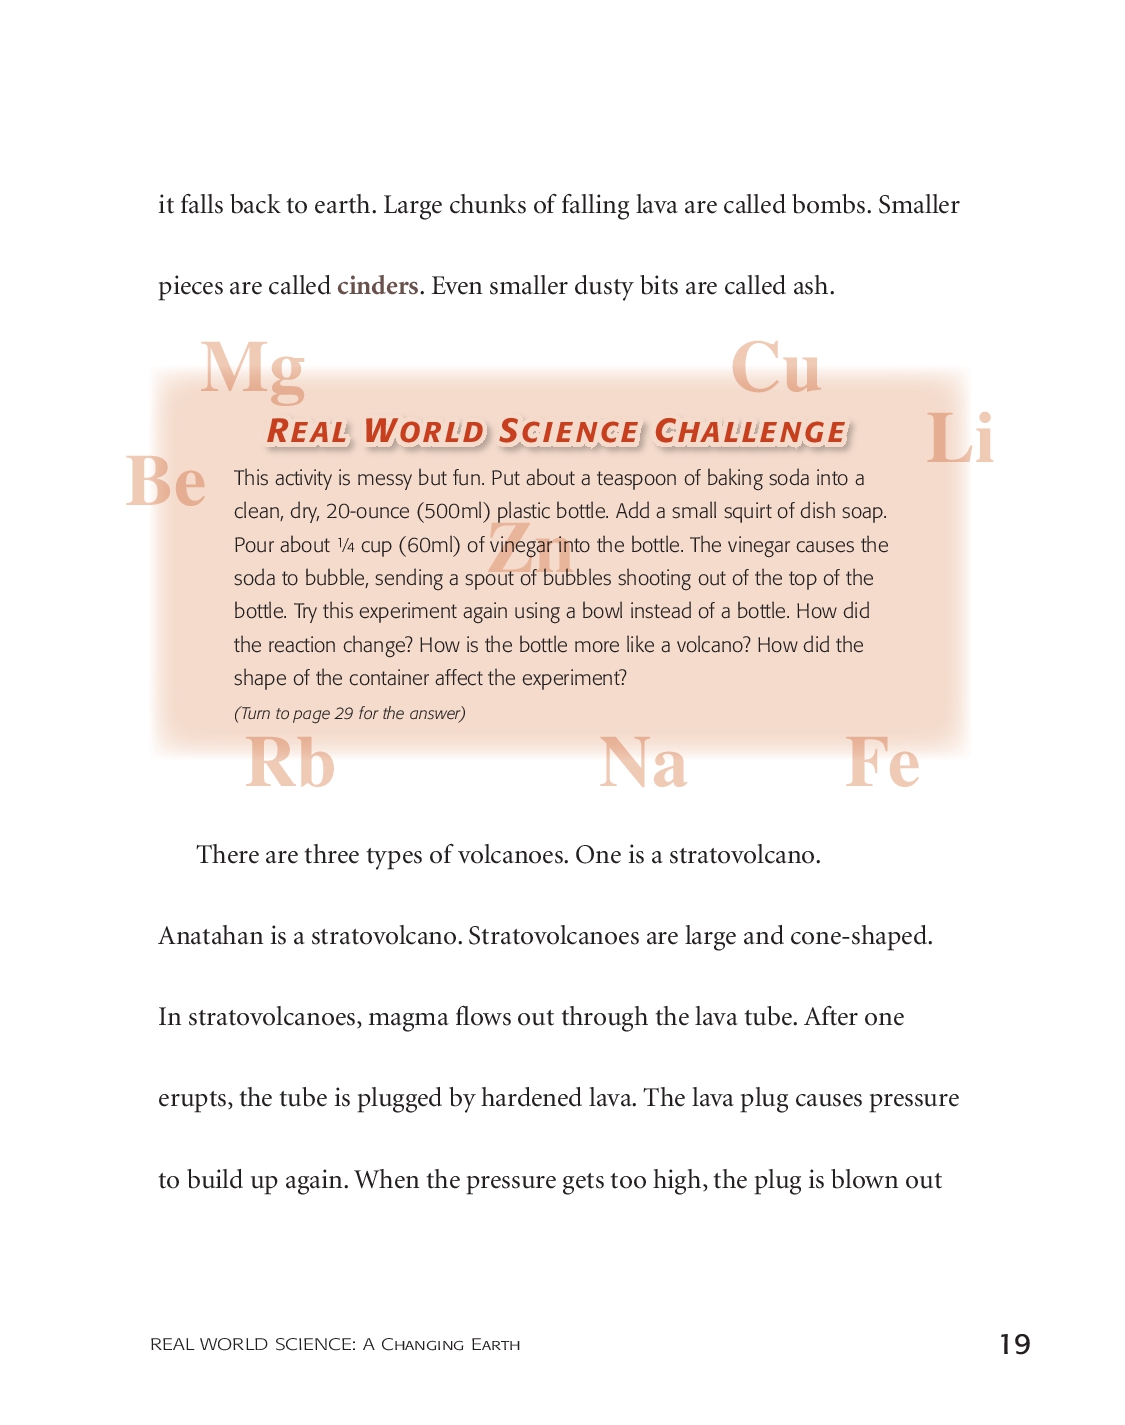 it falls back to earth. Large chunks of falling lava are called bombs. Smaller
pieces are called cinders. Even smaller dusty bits are called ash.
Mg
Cu
Li
Be
REAL WORLD SCIENCE CHALLENGE
This activity is messy but fun. Put about a teaspoon of baking soda into a
clean, dry, 20-ounce (500ml) plastic bottle. Add a small squirt of dish soap.
Zn
Pour about ¼ cup (60ml) of vinegar into the bottle. The vinegar causes the
soda to bubble, sending a spout of bubbles shooting out of the top of the
bottle. Try this experiment again using a bowl instead of a bottle. How did
the reaction change? How is the bottle more like a volcano? How did the
shape of the container affect the experiment?
(Turn to page 29 for the answer)
Rb
Na
Fe
There are three types of volcanoes. One is a stratovolcano.
Anatahan is a stratovolcano. Stratovolcanoes are large and cone-shaped.
In stratovolcanoes, magma flows out through the lava tube. After one
erupts, the tube is plugged by hardened lava. The lava plug causes pressure
to build up again. When the pressure gets too high, the plug is blown out
REAL WORLD SCIENCE: A CHANGING EARTH
19